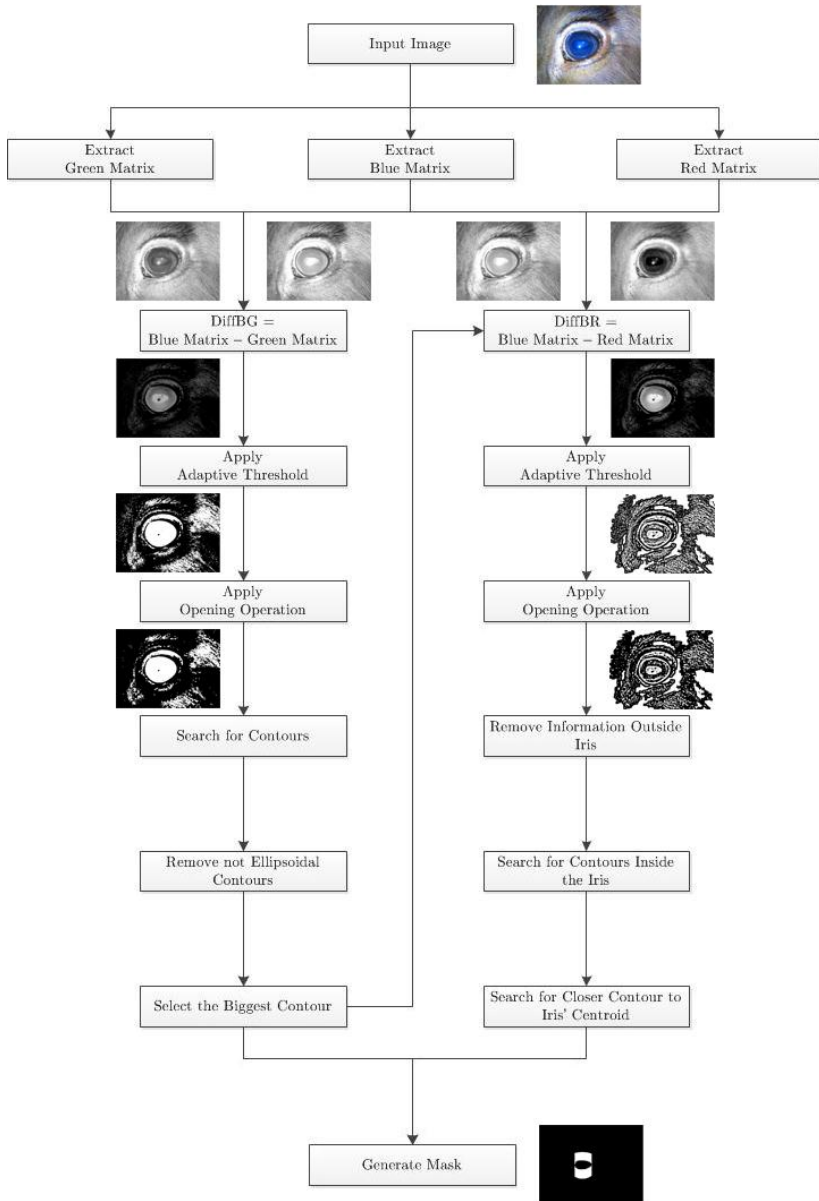 Input Image
Extract
Green Matrix
Extract
Blue Matrix
Extract
Red Matrix
DiffBG =
Blue Matrix – Green Matrix
DiffBR =
Blue Matrix – Red Matrix
Apply
Adaptive Threshold
Apply
Adaptive Threshold
Apply
Opening Operation
Apply
Opening Operation
Search for Contours
Remove Information Outside
Iris
Remove not Ellipsoidal
Contours
Search for Contours Inside
the Iris
Select the Biggest Contour
Search for Closer Contour to
Iris' Centroid
Generate Mask